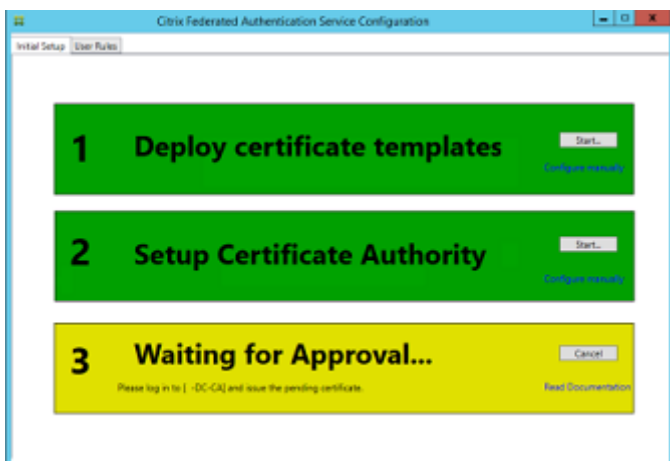 Citrix Federated Authentication Service Configuration
Initial Setup User Rules
1 Deploy certificate templates
Start...
Configure manually
2 Setup Certificate Authority
Start...
Configure manually
3 Waiting for Approval...
Cancel
Please log in to [ -DC-CA] and issue the pending certificate.
Read Documentation